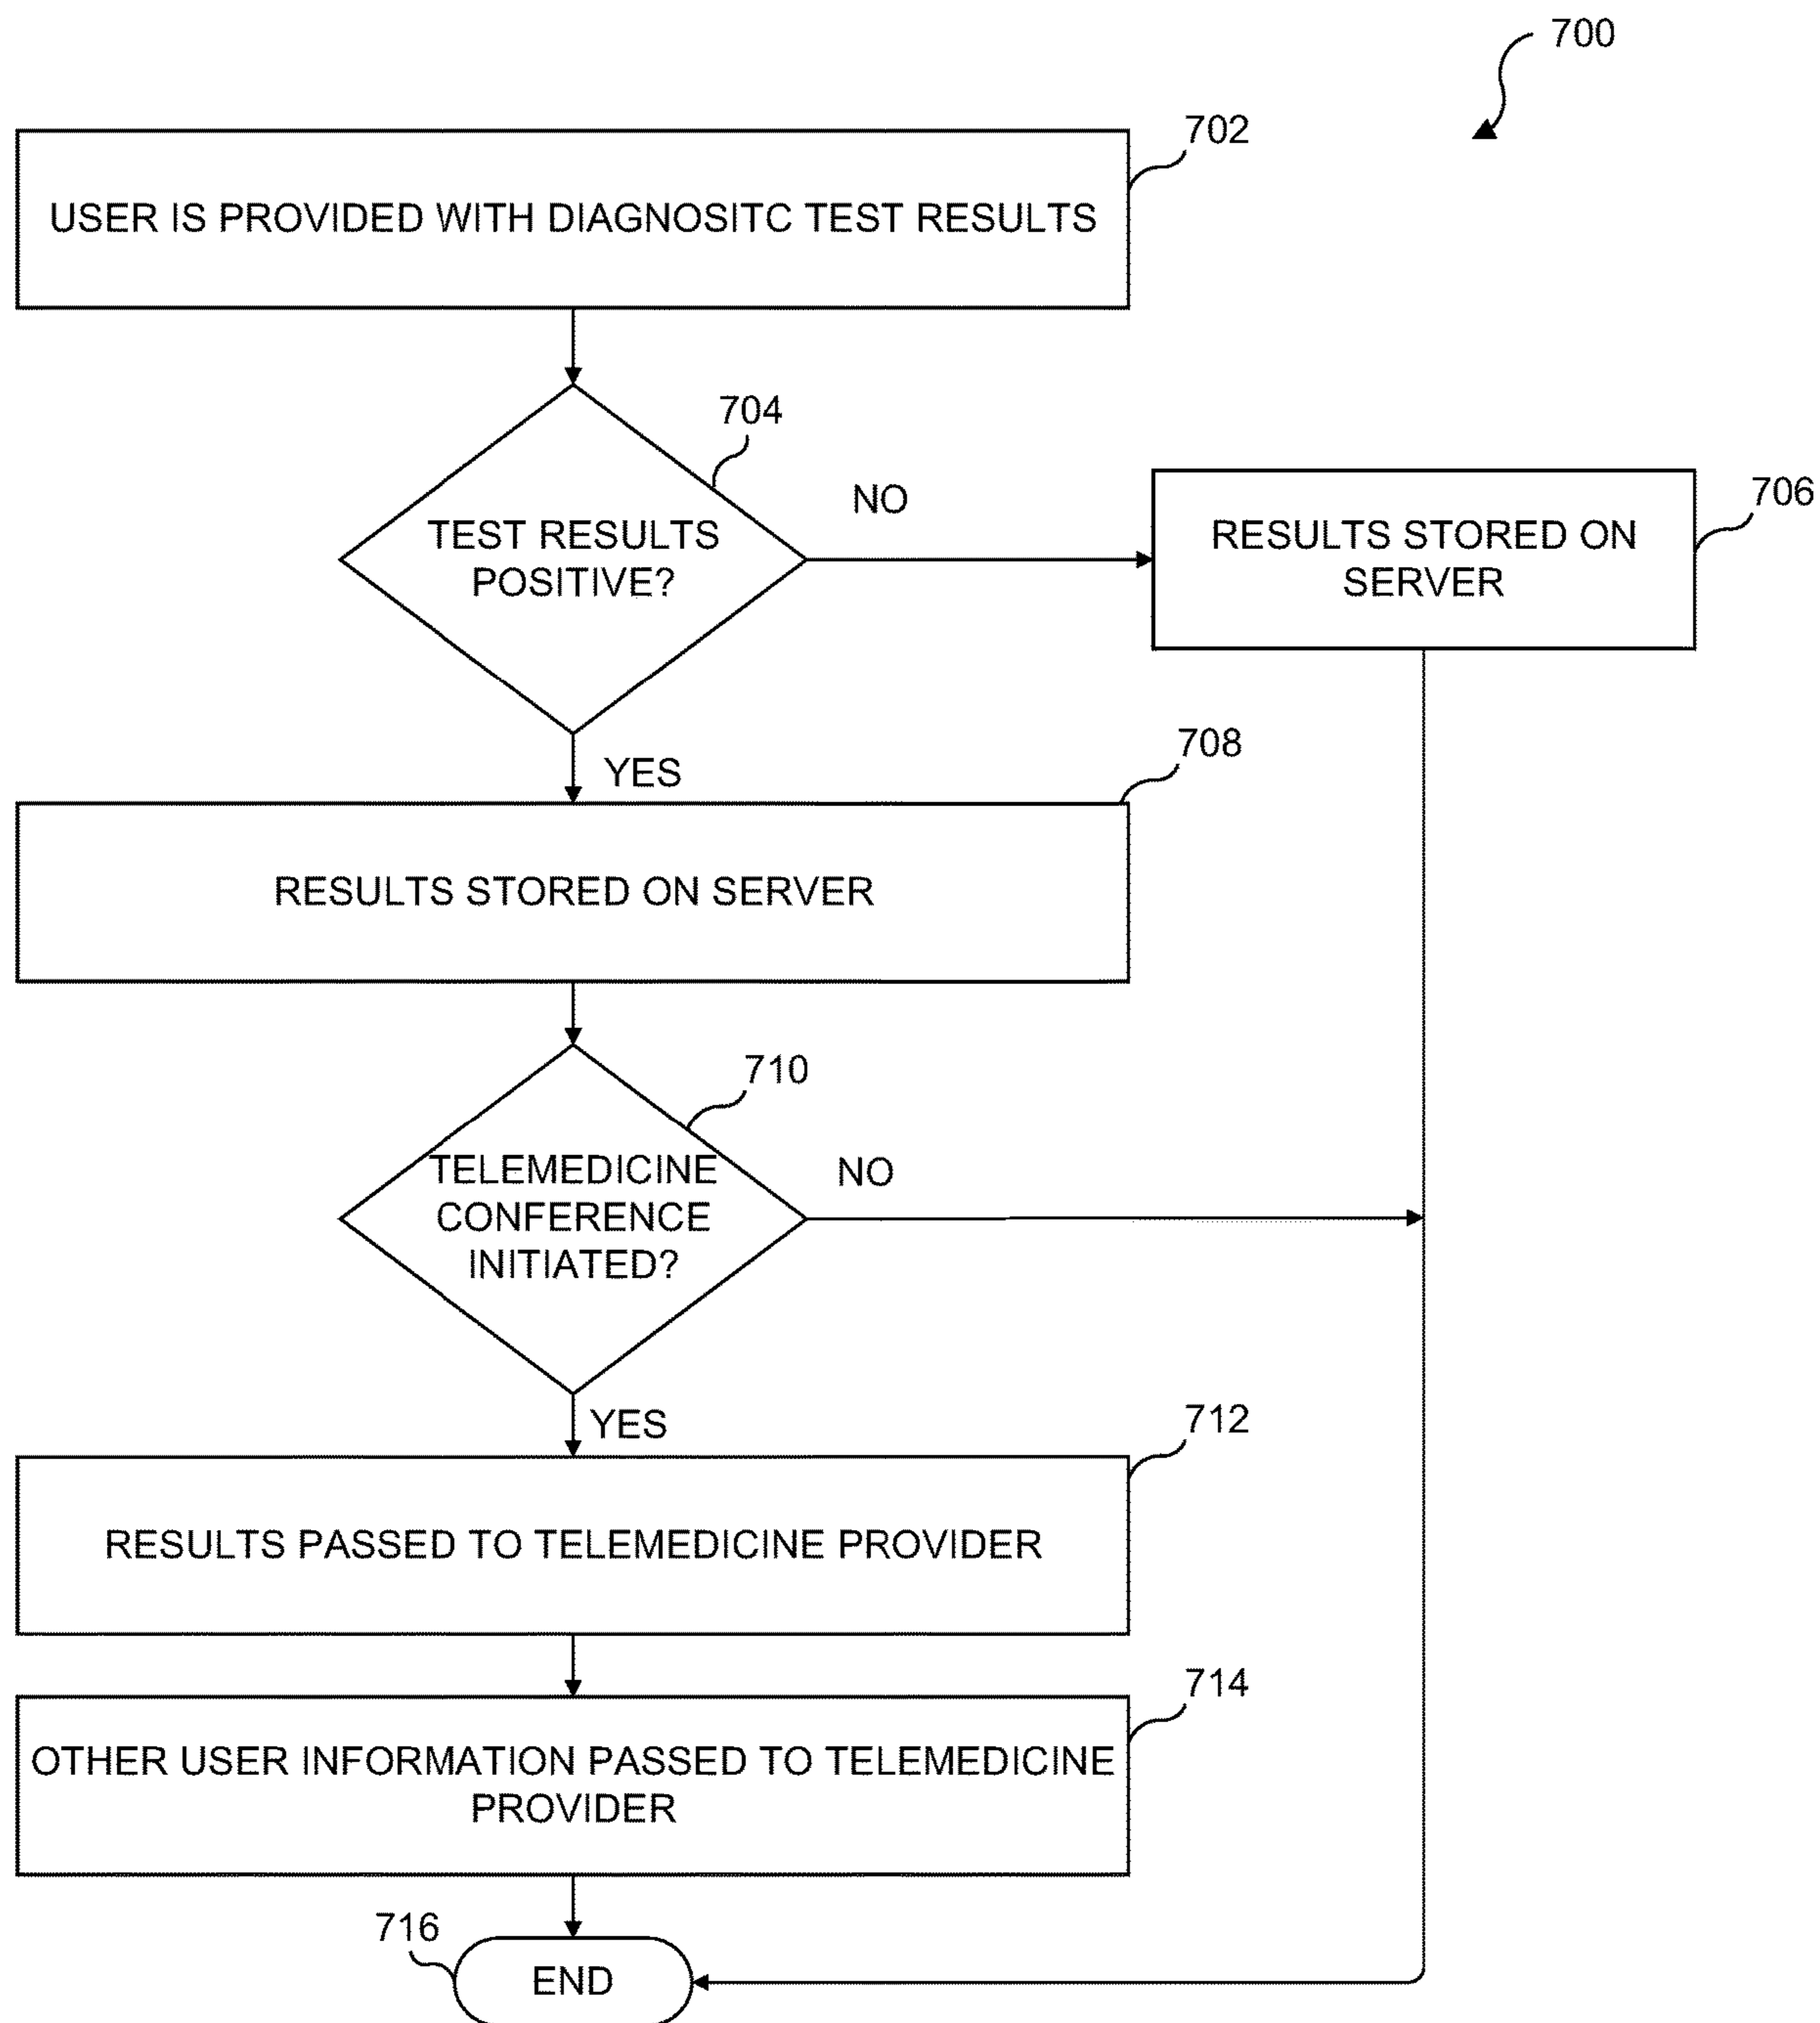 700
702
USER IS PROVIDED WITH DIAGNOSITC TEST RESULTS
704
NO
706
TEST RESULTS
POSITIVE?
RESULTS STORED ON
SERVER
YES
708
RESULTS STORED ON SERVER
710
NO
TELEMEDICINE
CONFERENCE
INITIATED?
YES
712
RESULTS PASSED TO TELEMEDICINE PROVIDER
714
OTHER USER INFORMATION PASSED TO TELEMEDICINE
PROVIDER
716
END